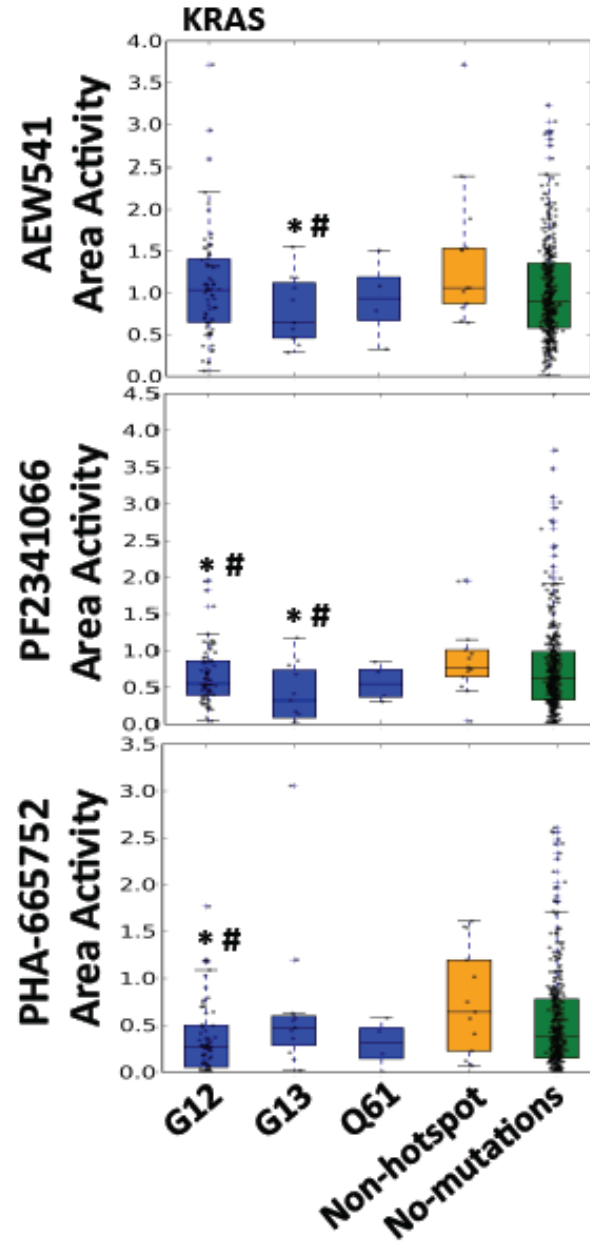 KRAS
AEW541
Area Activity
4.0
3.5
3.0
2.5
2.0
1.5
1.0
0.5
0.0
* #
PF2341066
Area Activity
4.5
4.0
3.5
3.0
2.5
2.0
1.5
1.0
0.5
0.0
* #
* #
PHA-665752
Area Activity
3.5
3.0
2.5
2.0
1.5
1.0
0.5
0.0
* #
G12
G13
Q61
Non-hotspot
No-mutations